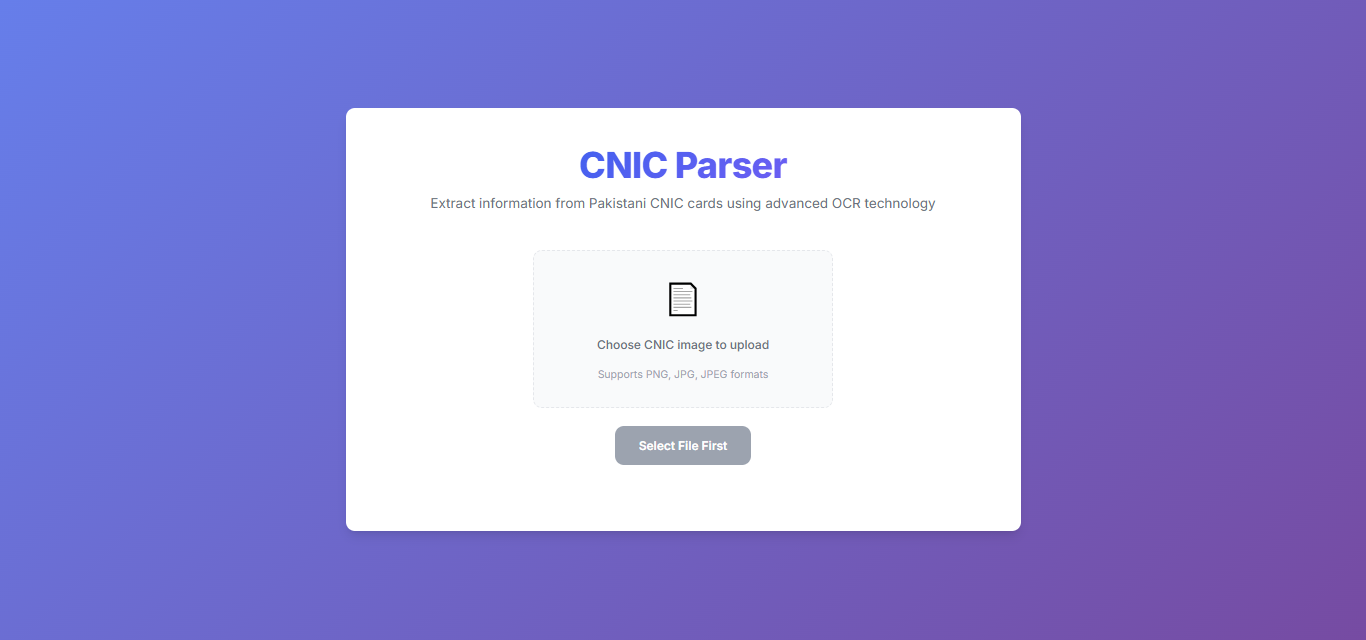 CNIC Parser
Extract information from Pakistani CNIC cards using advanced OCR technology
Choose CNIC image to upload
Supports PNG, JPG, JPEG formats
Select File First